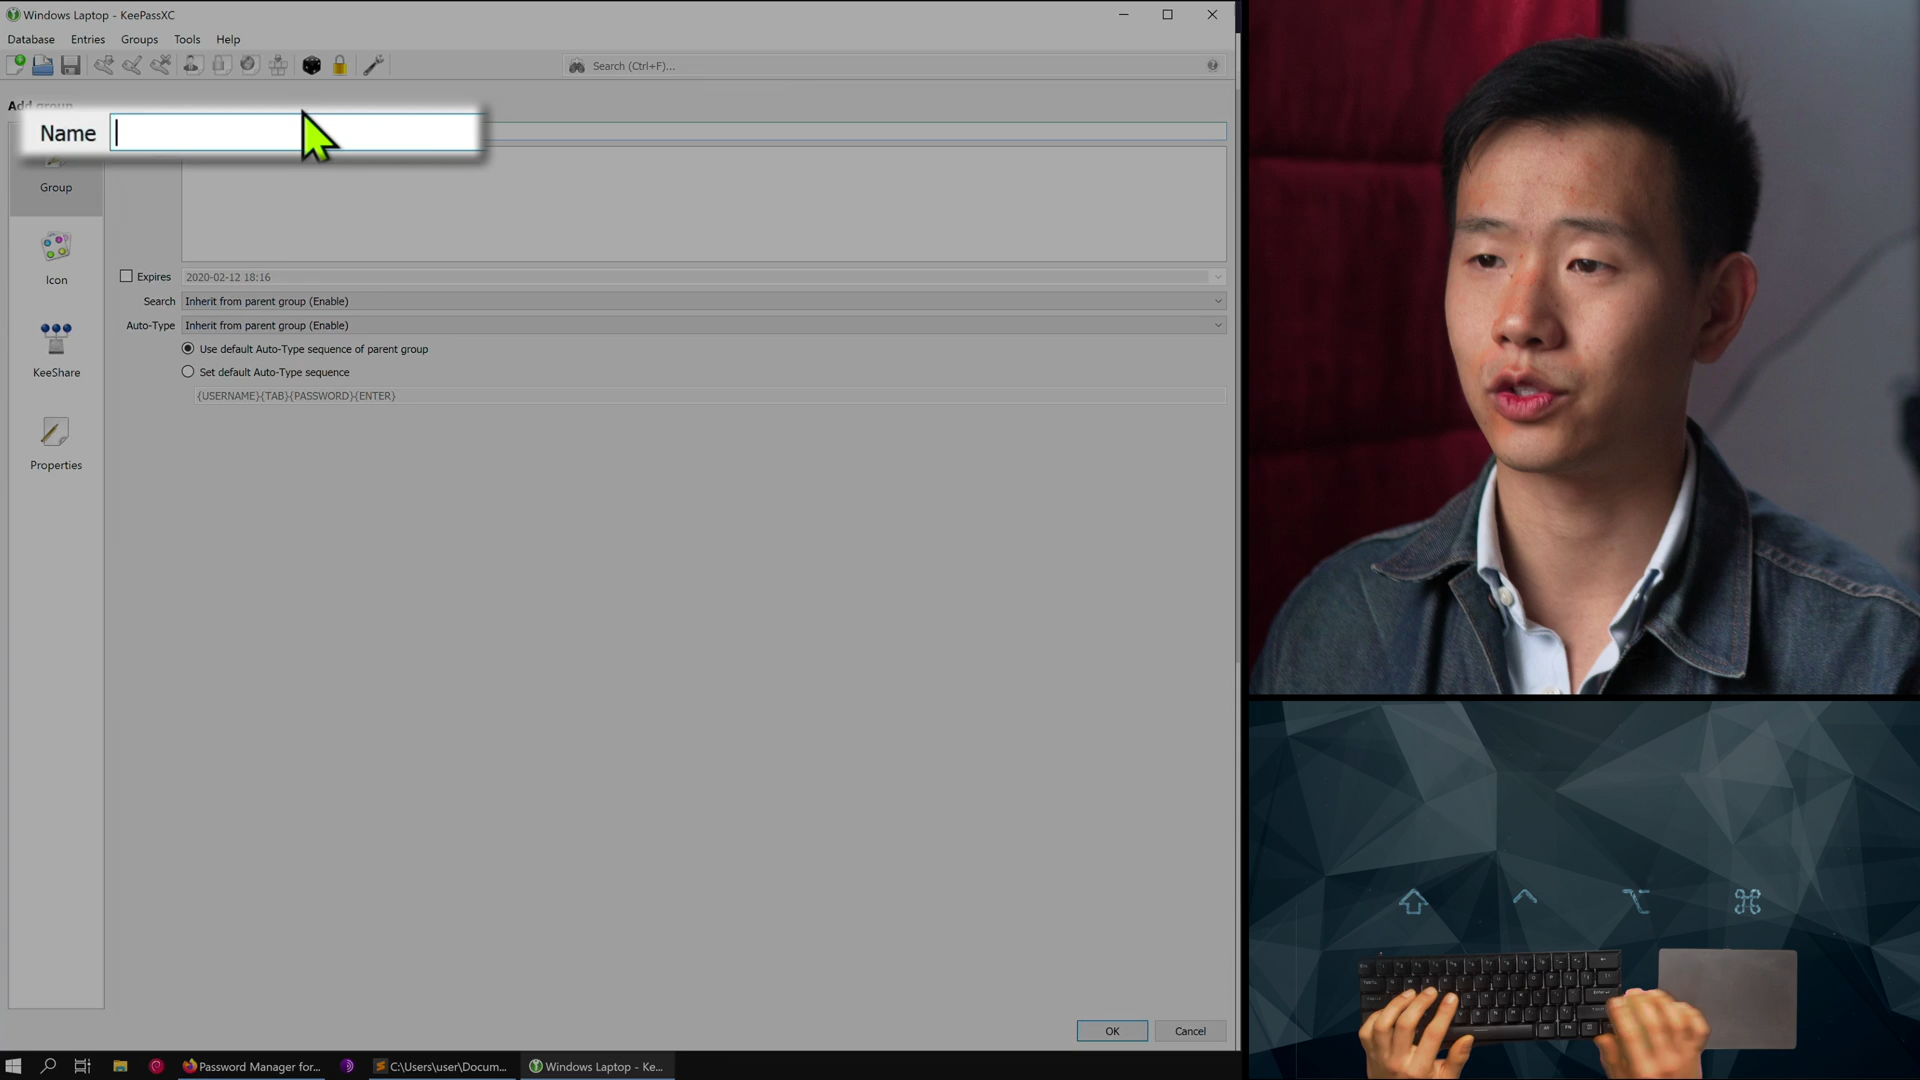 Windows Laptop - KeePassXC
Database Entries Groups Tools Help
Search (Ctrl+F)...
Add group
Name
Group
Icon
KeeShare
Properties
Expires 2020-02-12 18:16
Search Inherit from parent group (Enable)
Auto-Type Inherit from parent group (Enable)
Use default Auto-Type sequence of parent group
Set default Auto-Type sequence
{USERNAME}{TAB}{PASSWORD}{ENTER}
OK Cancel
Password Manager for... C:\Users\user\Docum... Windows Laptop - Ke...